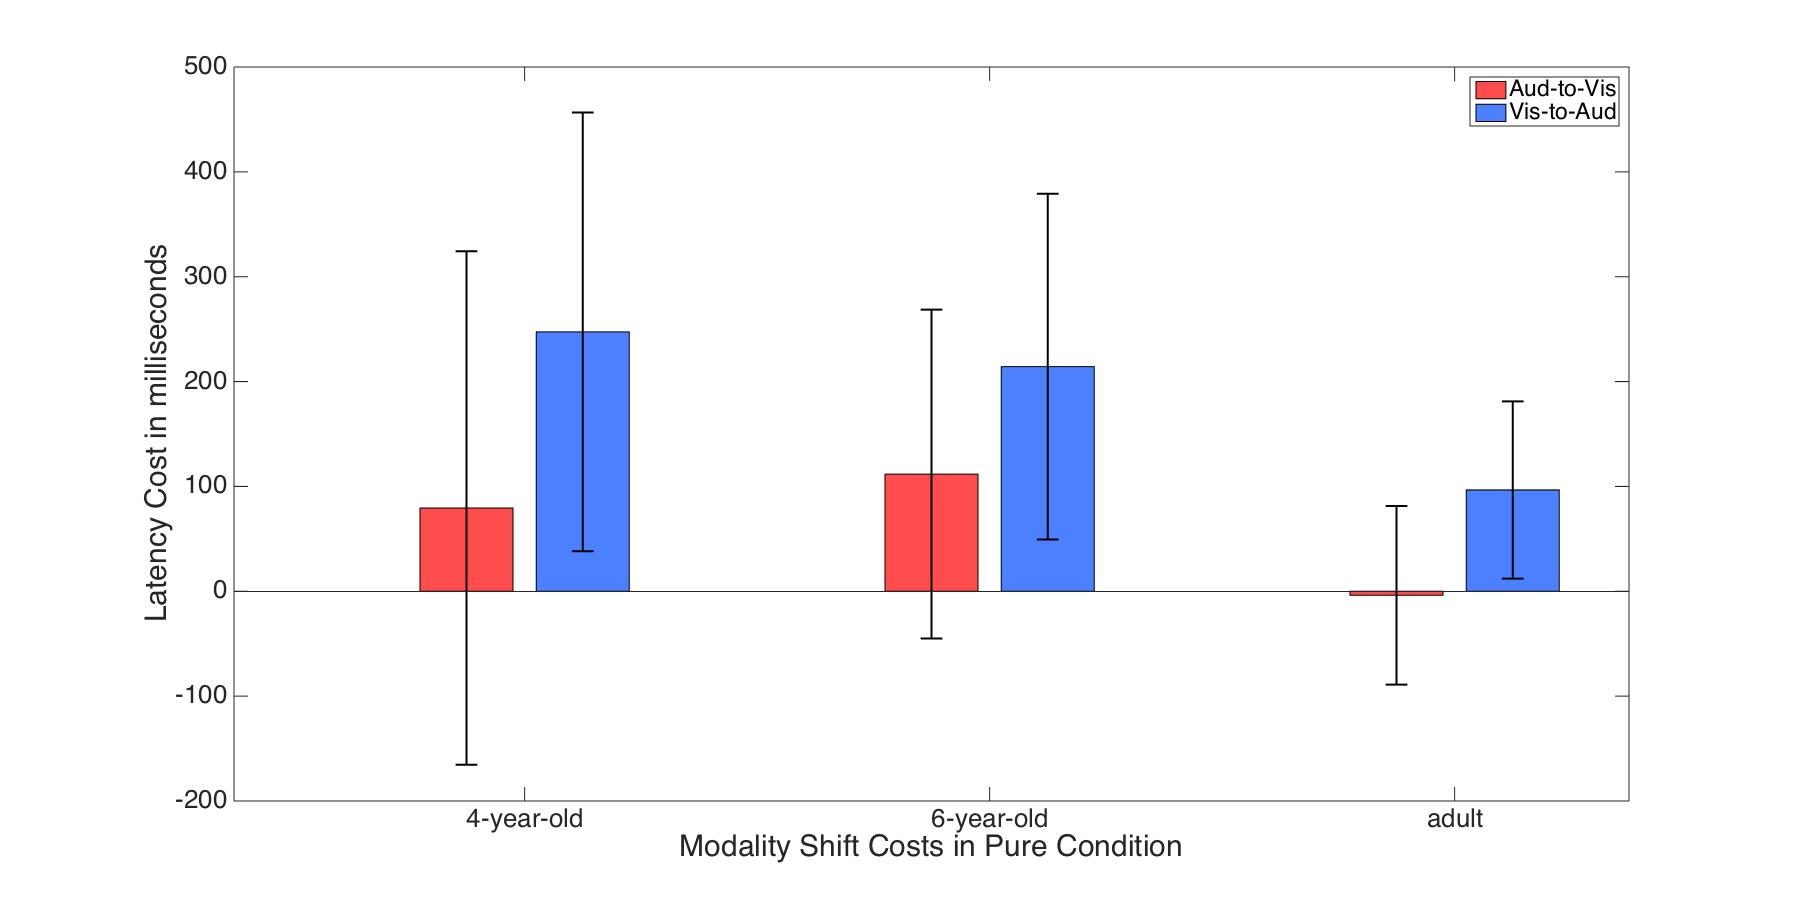 500
400
300
200
100
0
-100
-200
Latency Cost in milliseconds
Aud-to-Vis
Vis-to-Aud
4-year-old 6-year-old adult
Modality Shift Costs in Pure Condition